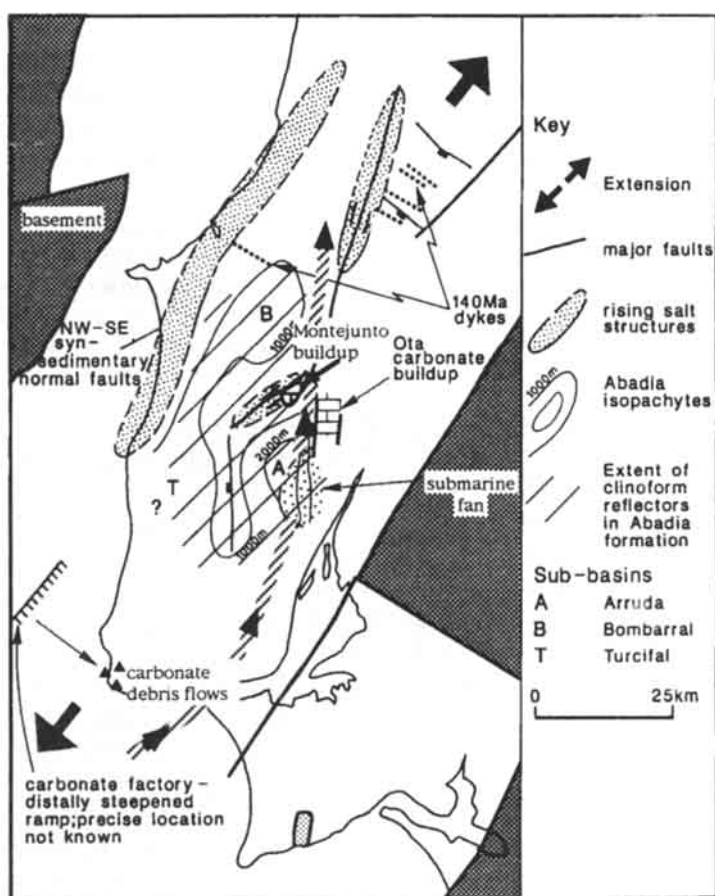 basement
NW-SE
syn-
sedimentary
normal faults
B
1000m
Montejunto
buildup
140Ma
dykes
Ota
carbonate
buildup
2000m
A
T
?
1000m
submarine
fan
carbonate
debris flows
carbonate factory-
distally steepened
ramp;precise location
not known
Key
Extension
major faults
rising salt
structures
1000m
Abadia
isopachytes
Extent of
clinoform
reflectors
in Abadia
formation
Sub-basins
A Arruda
B Bombarral
T Turcifal
0 25km